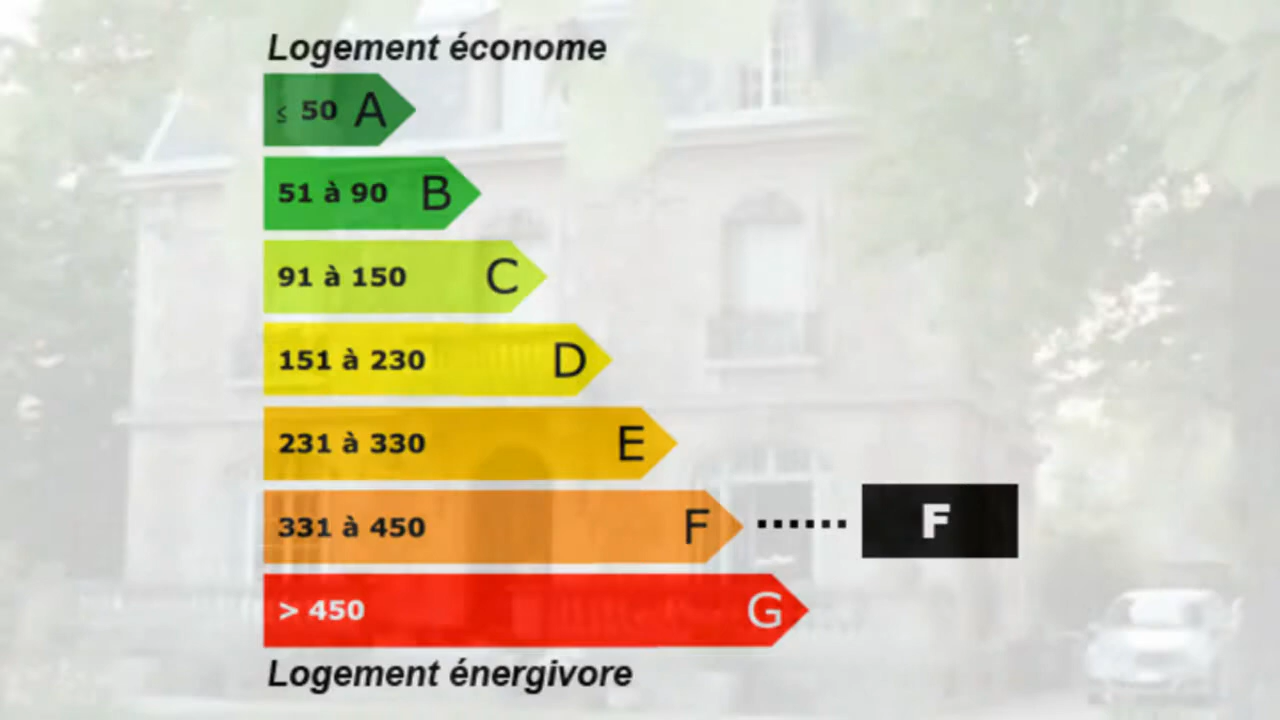 Logement économe
≤ 50 A
51 à 90 B
91 à 150 C
151 à 230 D
231 à 330 E
331 à 450 F
F
> 450 G
Logement énergivore